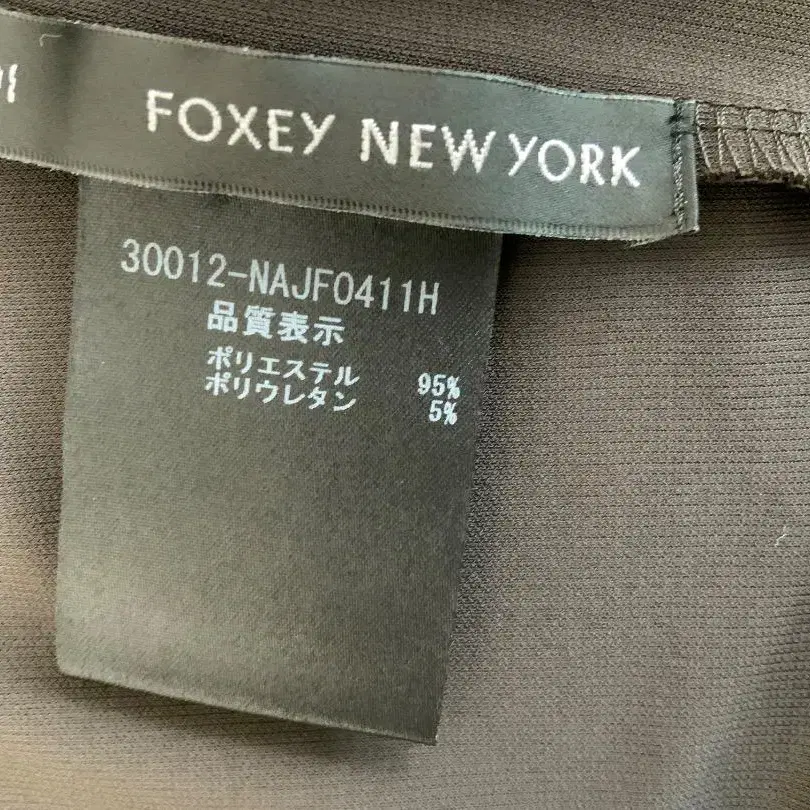 FOXEY NEW YORK
30012-NAJF0411H
品質表示
ポリエステル 95%
ポリウレタン 5%